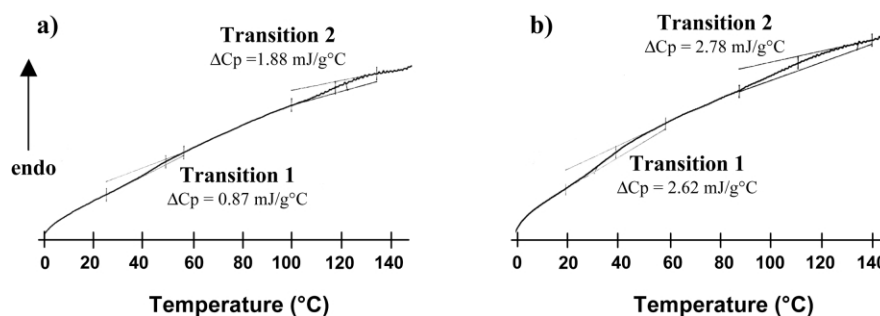 a)
Transition 2
ΔCp =1.88 mJ/g°C
endo
Transition 1
ΔCp = 0.87 mJ/g°C
0 20 40 60 80 100 120 140
Temperature (°C)
b)
Transition 2
ΔCp = 2.78 mJ/g°C
Transition 1
ΔCp = 2.62 mJ/g°C
0 20 40 60 80 100 120 140
Temperature (°C)